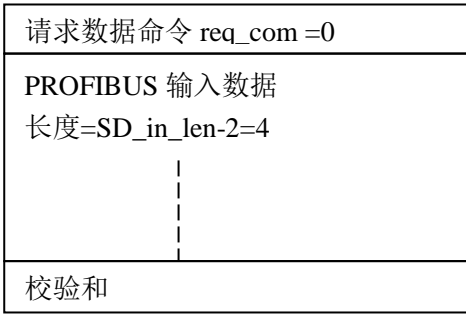 请求数据命令 req_com =0
PROFIBUS 输入数据
长度=SD_in_len-2=4
校验和